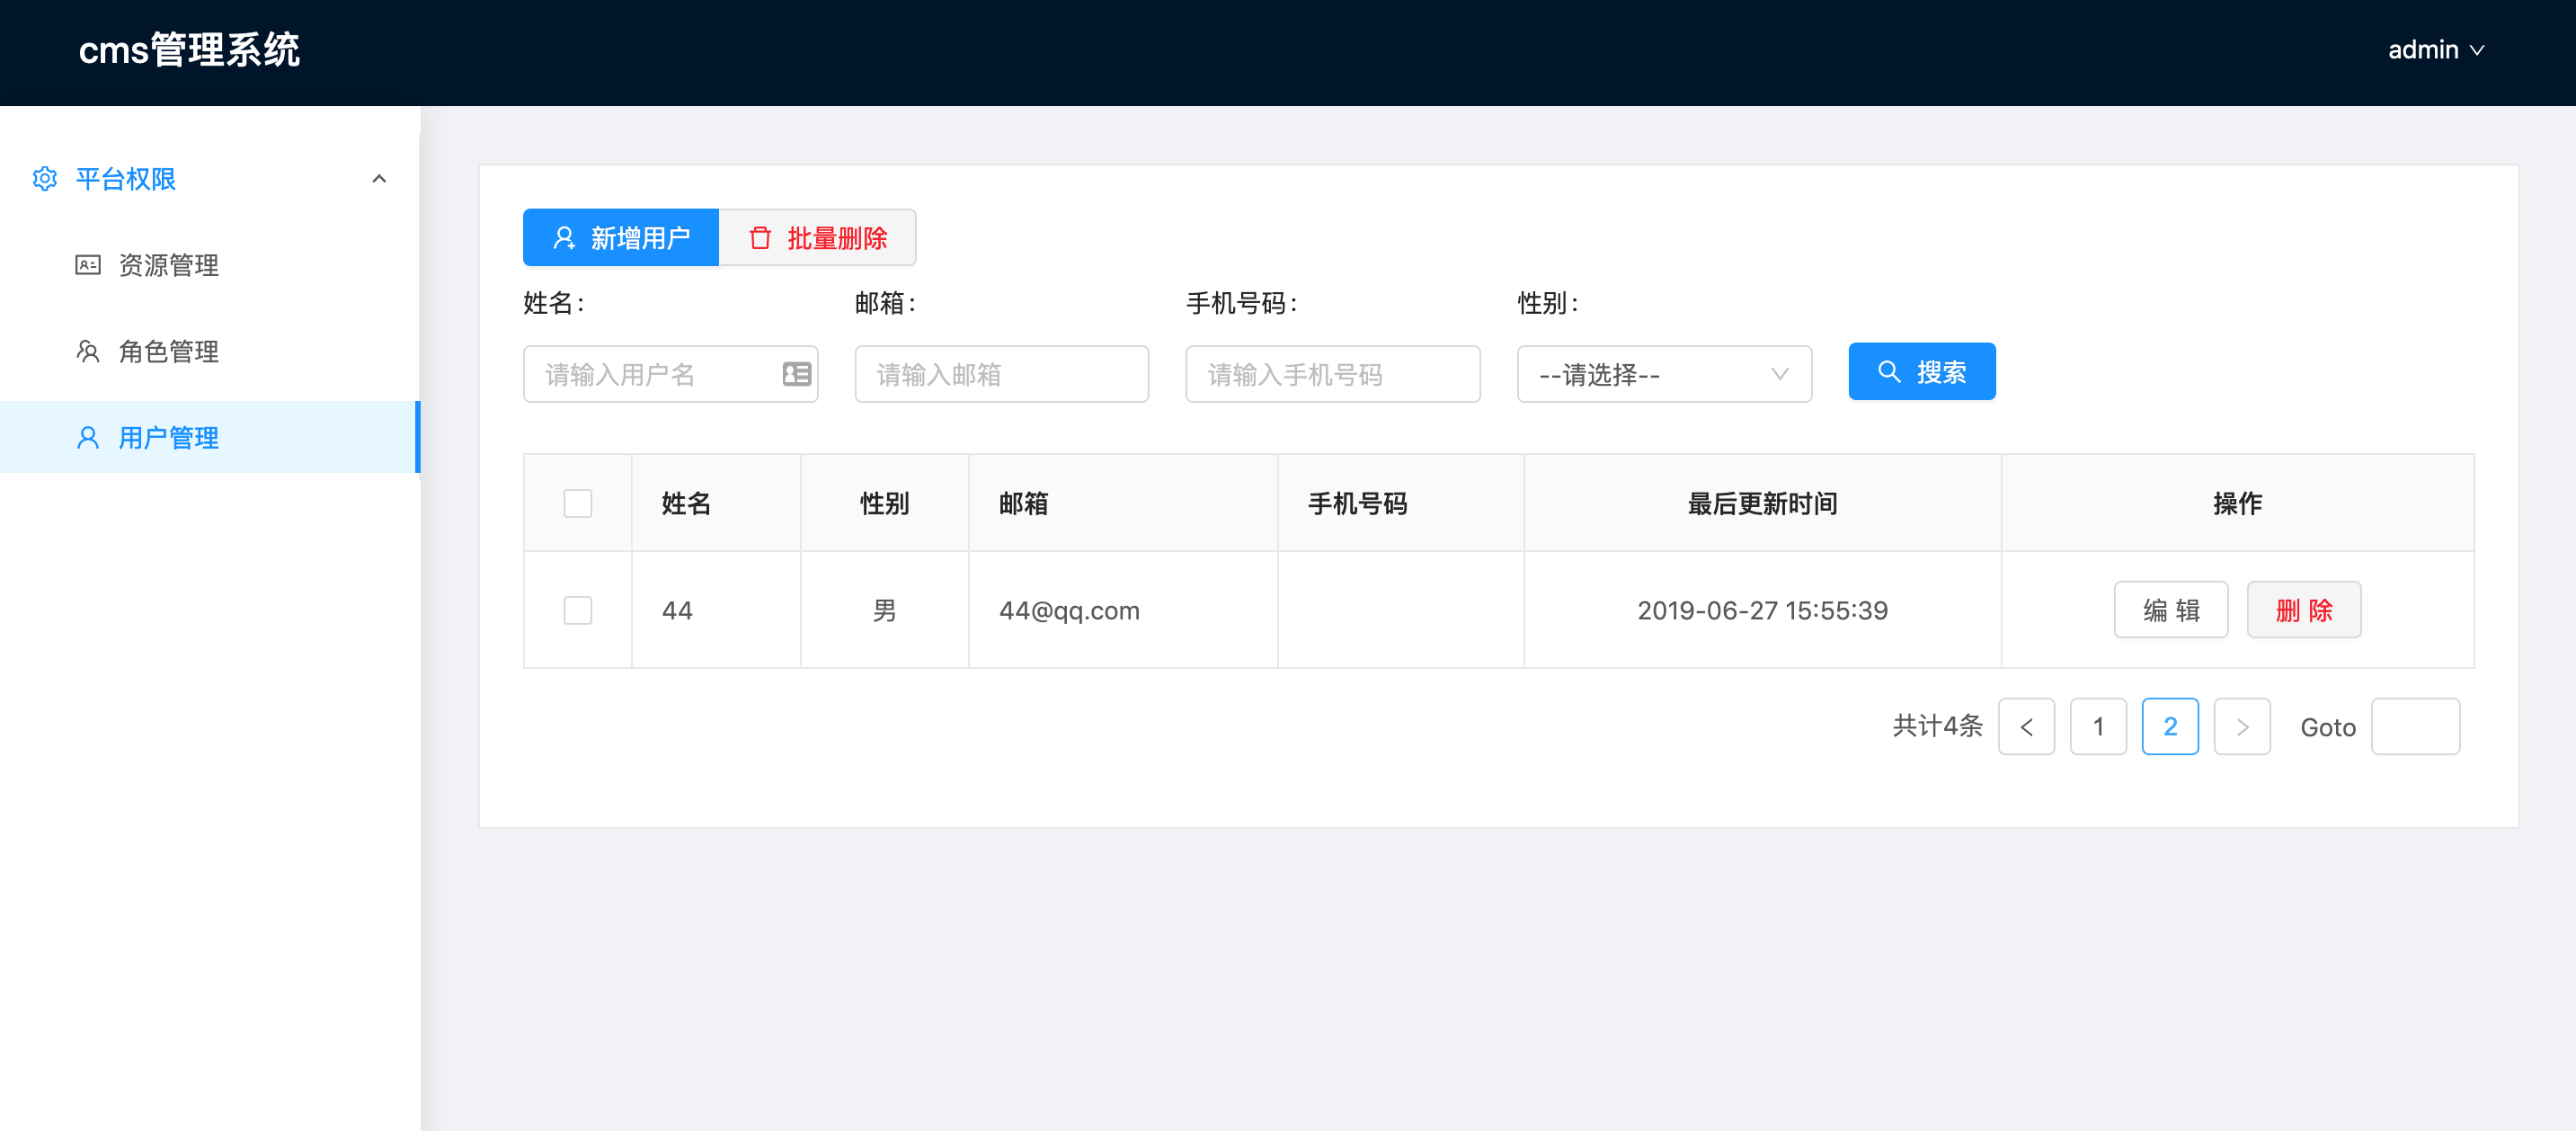 cms管理系统
admin
平台权限
资源管理
角色管理
用户管理
新增用户 批量删除
姓名: 邮箱: 手机号码: 性别:
请输入用户名 请输入邮箱 请输入手机号码 --请选择-- 搜索
姓名 性别 邮箱 手机号码 最后更新时间 操作
44 男 44@qq.com 2019-06-27 15:55:39 编 辑 删 除
共计4条 < 1 2 > Goto